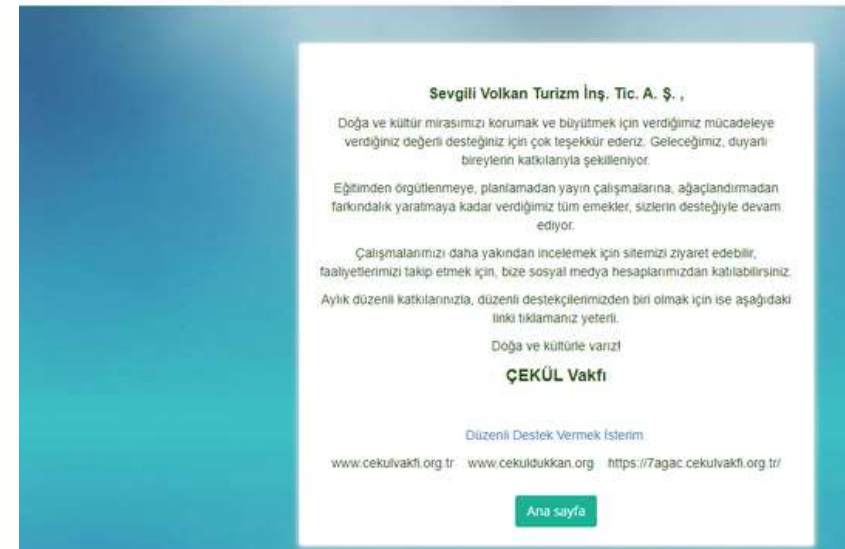 Sevgili Volkan Turizm İnş. Tic. A. Ş. ,
Doğa ve kültür mirasımızı korumak ve büyütmek için verdiğimiz mücadeleye
verdiğiniz değerli desteğiniz için çok teşekkür ederiz. Geleceğimiz, duyarlı
bireylerin katkılarıyla şekilleniyor.
Eğitimden örgütlenmeye, planlamadan yayın çalışmalarına, ağaçlandırmadan
farkındalık yaratmaya kadar verdiğimiz tüm emekler, sizlerin desteğiyle devam
ediyor.
Çalışmalarımızı daha yakından incelemek için sitemizi ziyaret edebilir,
faaliyetlerimizi takip etmek için, bize sosyal medya hesaplarımızdan katılabilirsiniz.
Aylık düzenli katkılarınızla, düzenli destekçilerimizden biri olmak için ise aşağıdaki
linki tıklamanız yeterli.
Doğa ve kültürle varız!
ÇEKÜL Vakfı
Düzenli Destek Vermek İsterim
www.cekulvakfi.org.tr www.cekuldukkan.org https://7agac.cekulvakfi.org.tr/
Ana sayfa